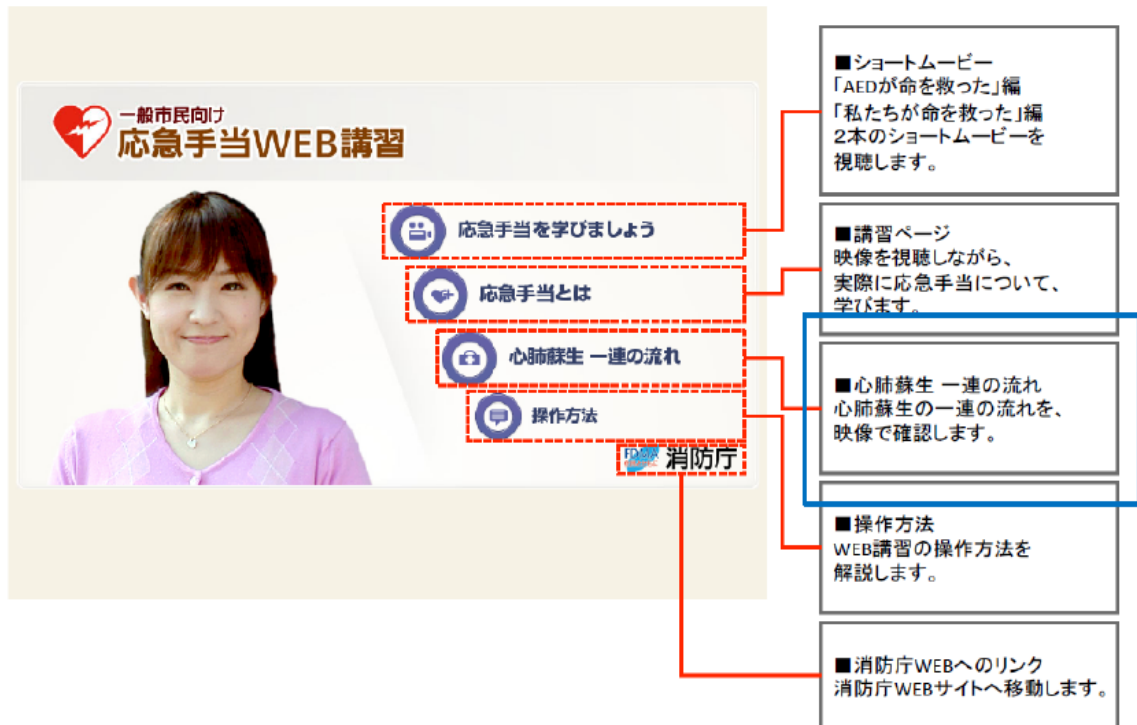 一般市民向け
応急手当WEB講習
応急手当を学びましょう
応急手当とは
心肺蘇生 一連の流れ
操作方法
消防庁
■ショートムービー
「AEDが命を救った」編
「私たちが命を救った」編
2本のショートムービーを
視聴します。
■講習ページ
映像を視聴しながら、
実際に応急手当について、
学びます。
■心肺蘇生 一連の流れ
心肺蘇生の一連の流れを、
映像で確認します。
■操作方法
WEB講習の操作方法を
解説します。
■消防庁WEBへのリンク
消防庁WEBサイトへ移動します。